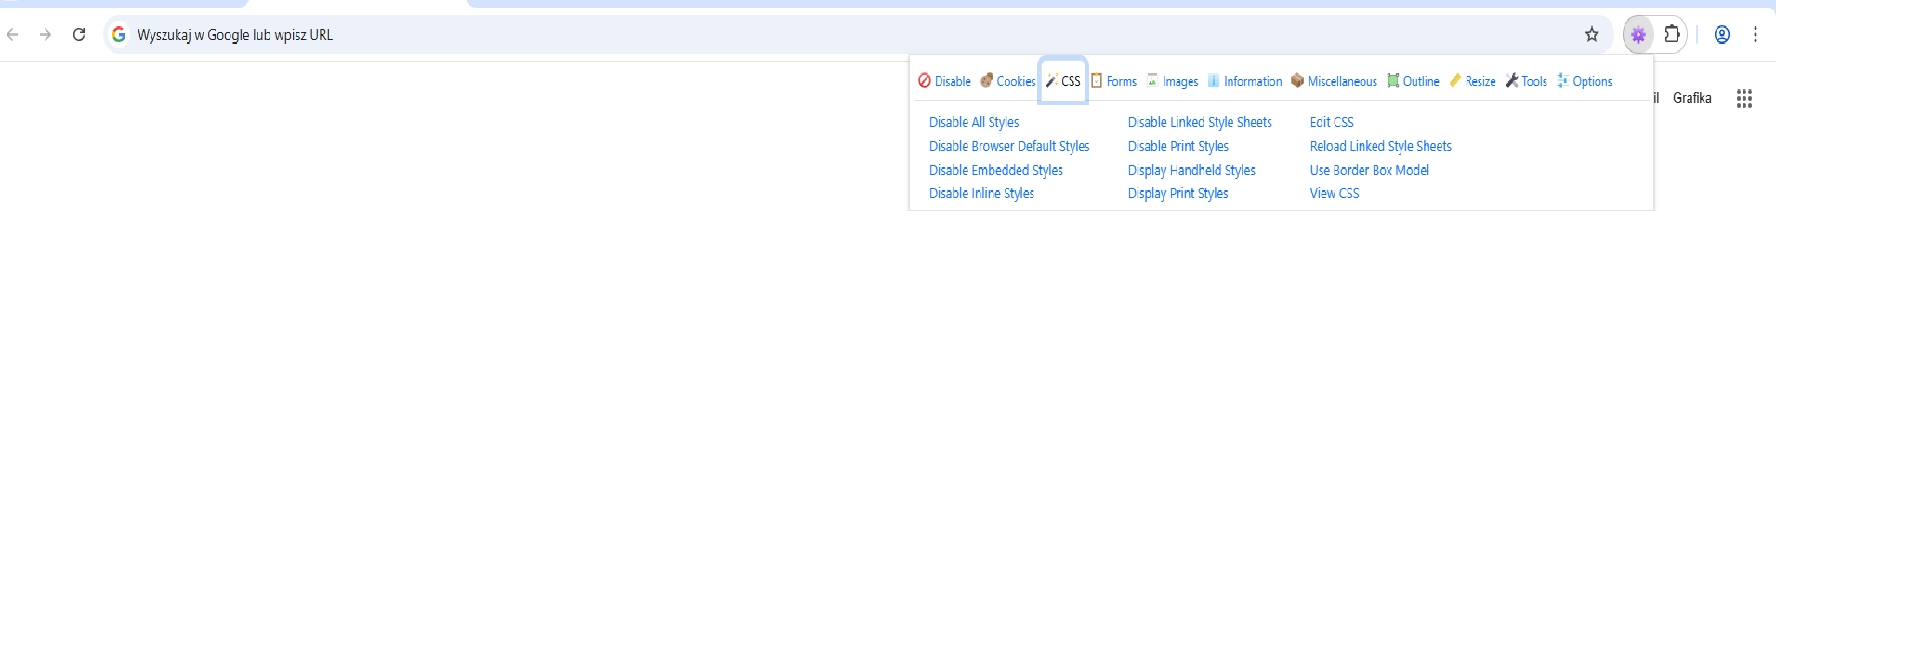 Wyszukaj w Google lub wpisz URL
Disable Cookies CSS Forms Images Information Miscellaneous Outline Resize Tools Options
il Grafika
Disable All Styles Disable Linked Style Sheets Edit CSS
Disable Browser Default Styles Disable Print Styles Reload Linked Style Sheets
Disable Embedded Styles Display Handheld Styles Use Border Box Model
Disable Inline Styles Display Print Styles View CSS